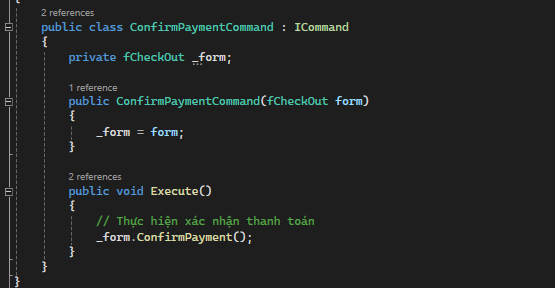 {
2 references
public class ConfirmPaymentCommand : ICommand
{
private fCheckOut _form;
1 reference
public ConfirmPaymentCommand(fCheckOut form)
{
_form = form;
}
2 references
public void Execute()
{
// Thực hiện xác nhận thanh toán
_form.ConfirmPayment();
}
}
}